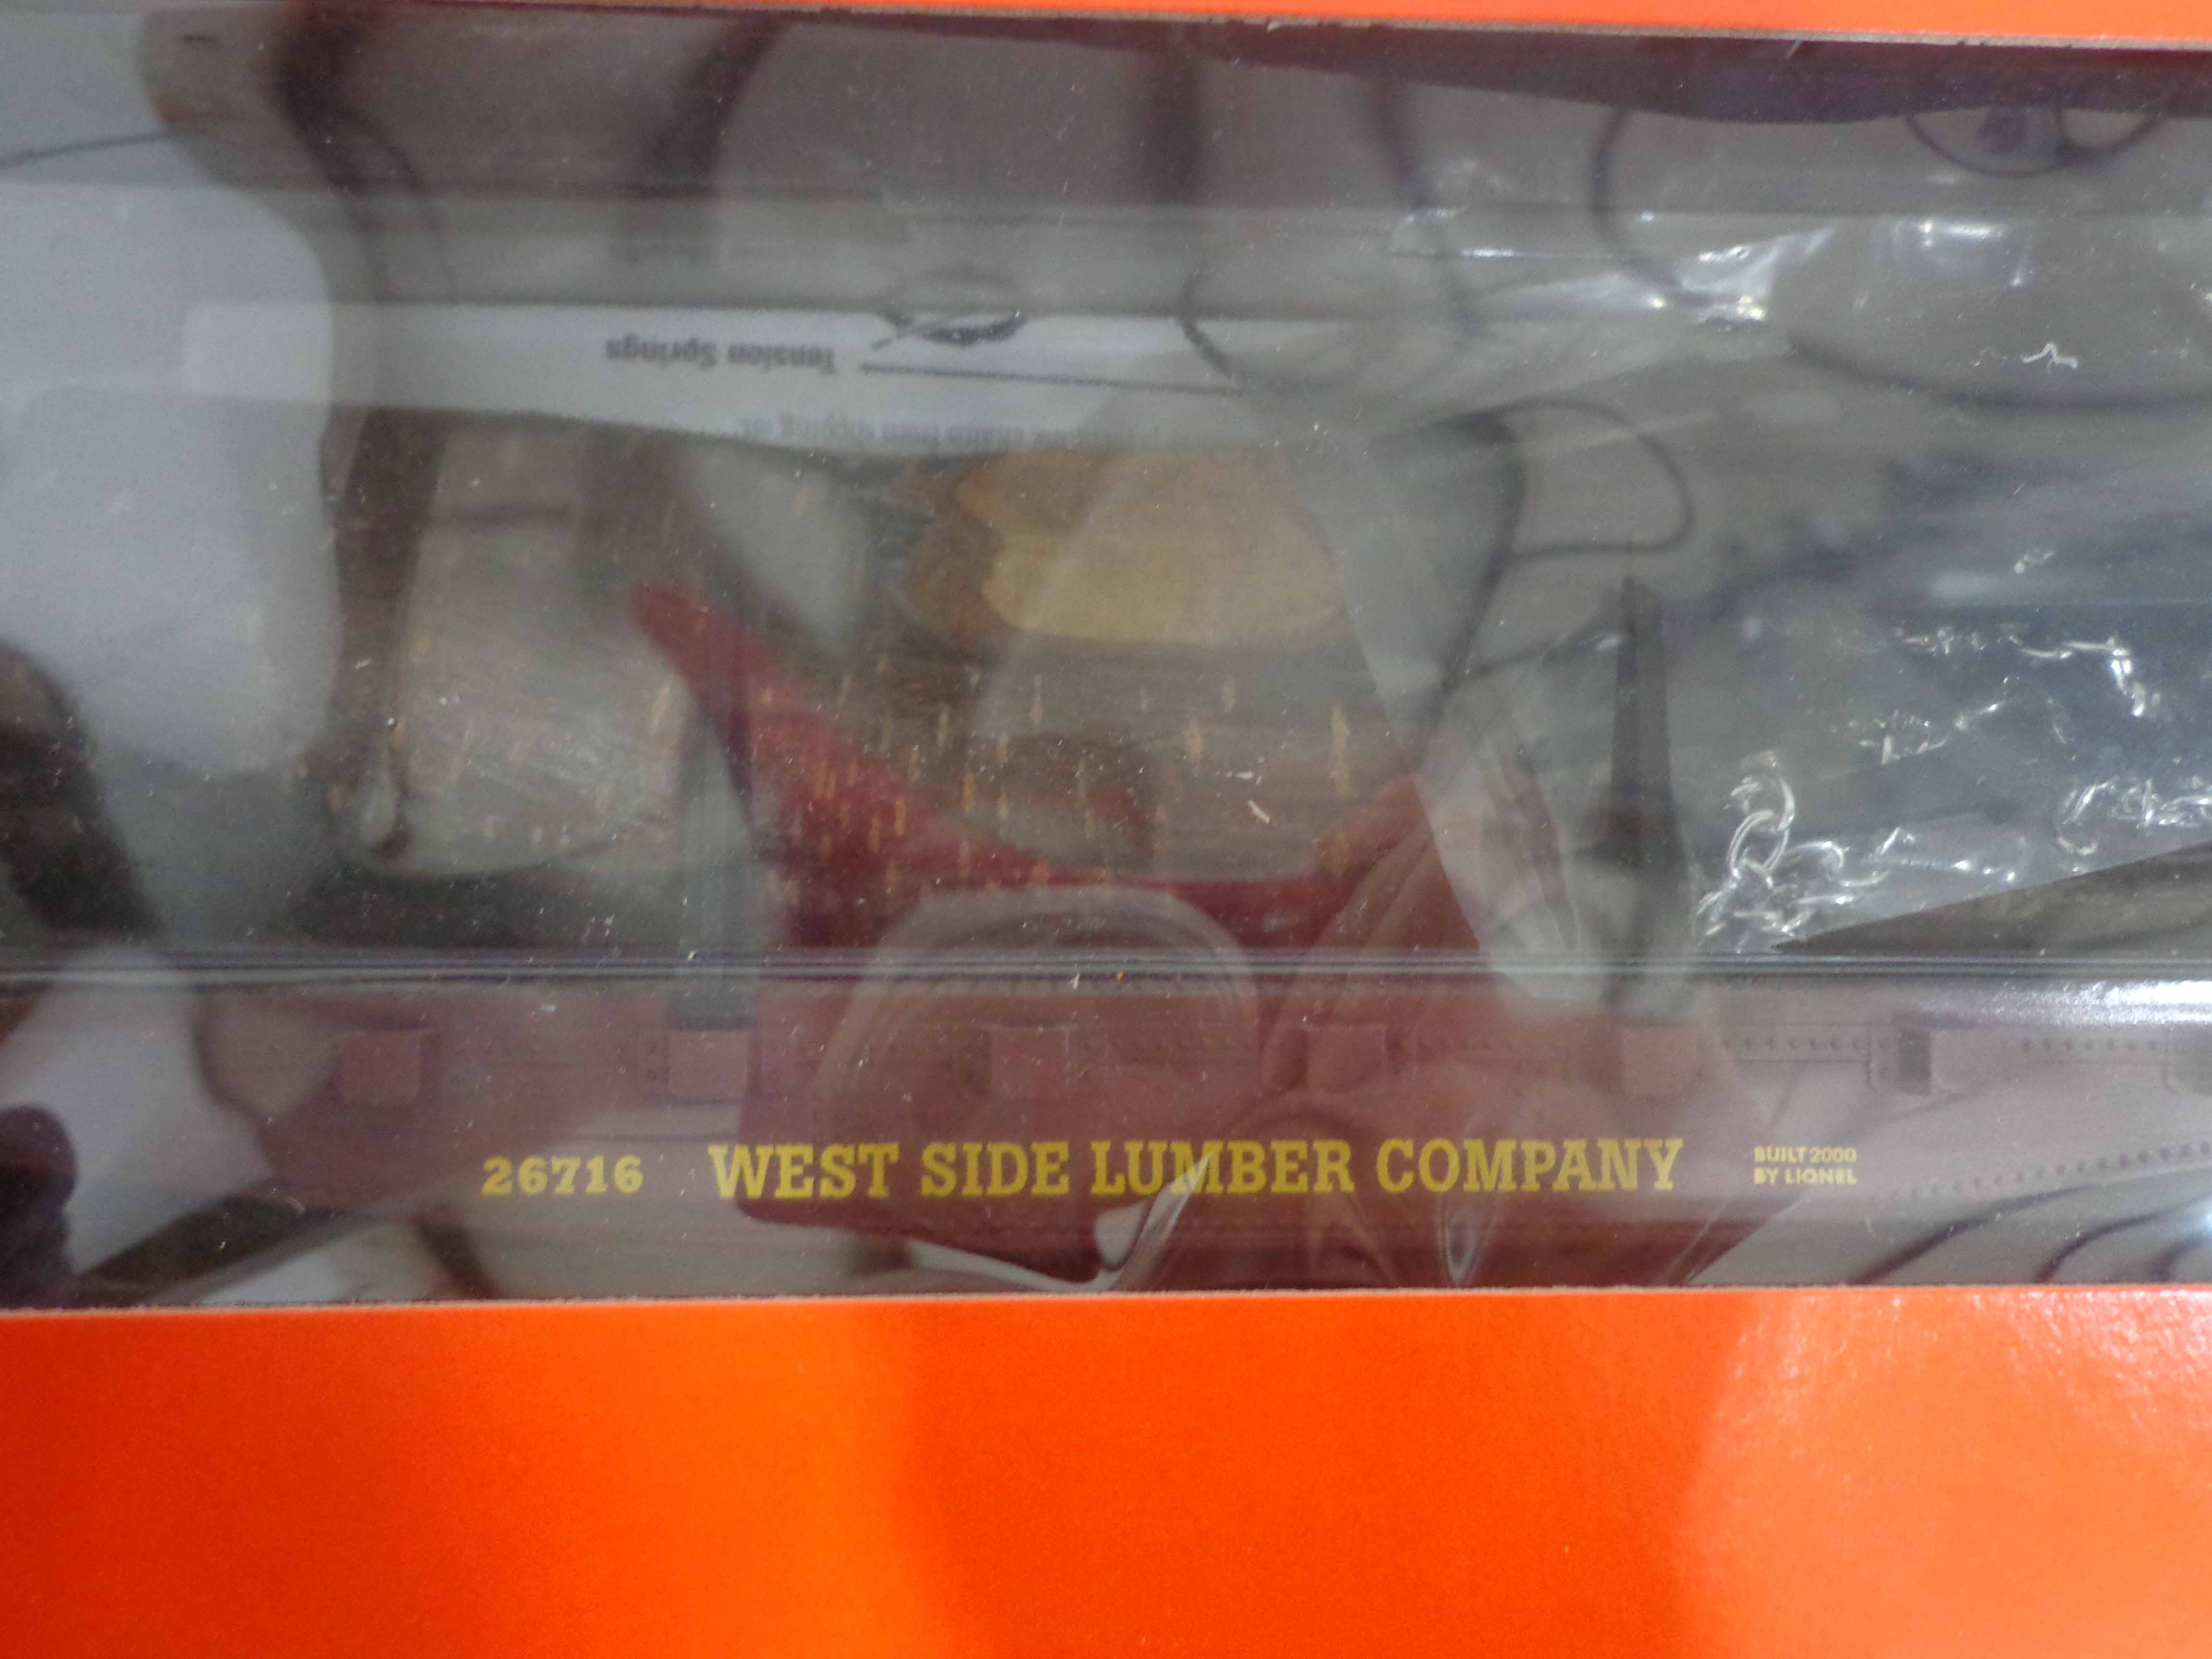 Tension Springs
26716 WEST SIDE LUMBER COMPANY
BUILT 2000
BY LIONEL